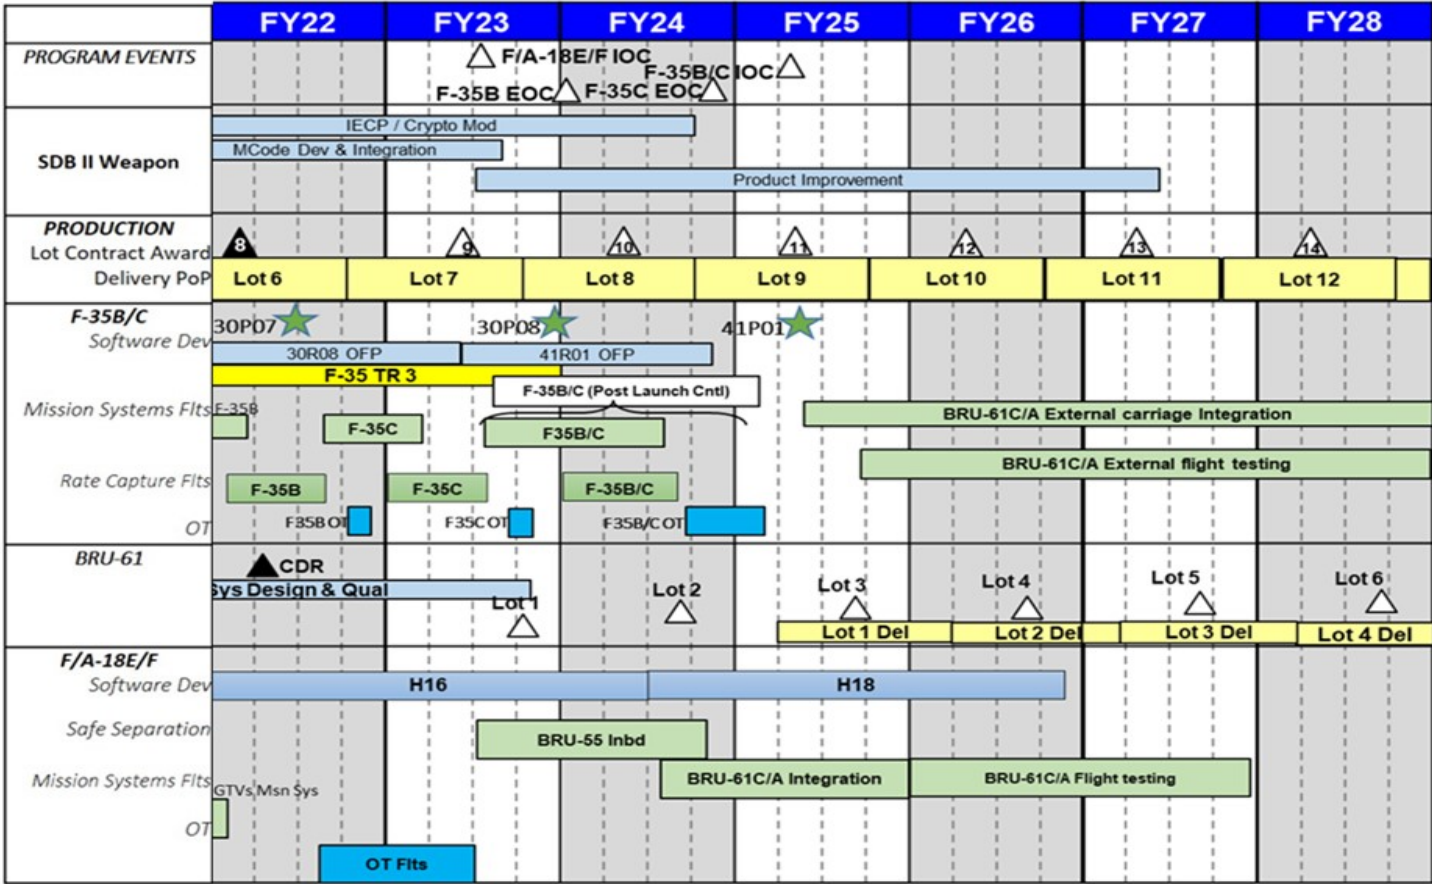 FY22 FY23 FY24 FY25 FY26 FY27 FY28
PROGRAM EVENTS
F/A-18E/F IOC
F-35B/C IOC
F-35B EOC
F-35C EOC
SDB II Weapon
IECP / Crypto Mod
MCode Dev & Integration
Product Improvement
PRODUCTION
Lot Contract Award
8 9 10 11 12 13 14
Delivery PoP
Lot 6 Lot 7 Lot 8 Lot 9 Lot 10 Lot 11 Lot 12
F-35B/C
Software Dev
30P07 30P08 41P01
30R08 OFP 41R01 OFP
F-35 TR 3
F-35B/C (Post Launch Cntl)
Mission Systems Flts
F-35B
F-35C
F35B/C
BRU-61C/A External carriage Integration
BRU-61C/A External flight testing
Rate Capture Flts
F-35B F-35C F-35B/C
OT
F35B OT F35C OT F35B/C OT
BRU-61
CDR
Sys Design & Qual
Lot 1 Lot 2 Lot 3 Lot 4 Lot 5 Lot 6
Lot 1 Del Lot 2 Del Lot 3 Del Lot 4 Del
F/A-18E/F
Software Dev
H16 H18
Safe Separation
BRU-55 Inbd
Mission Systems Flts
BRU-61C/A Integration
BRU-61C/A Flight testing
GTVs Msn Sys
OT
OT Flts